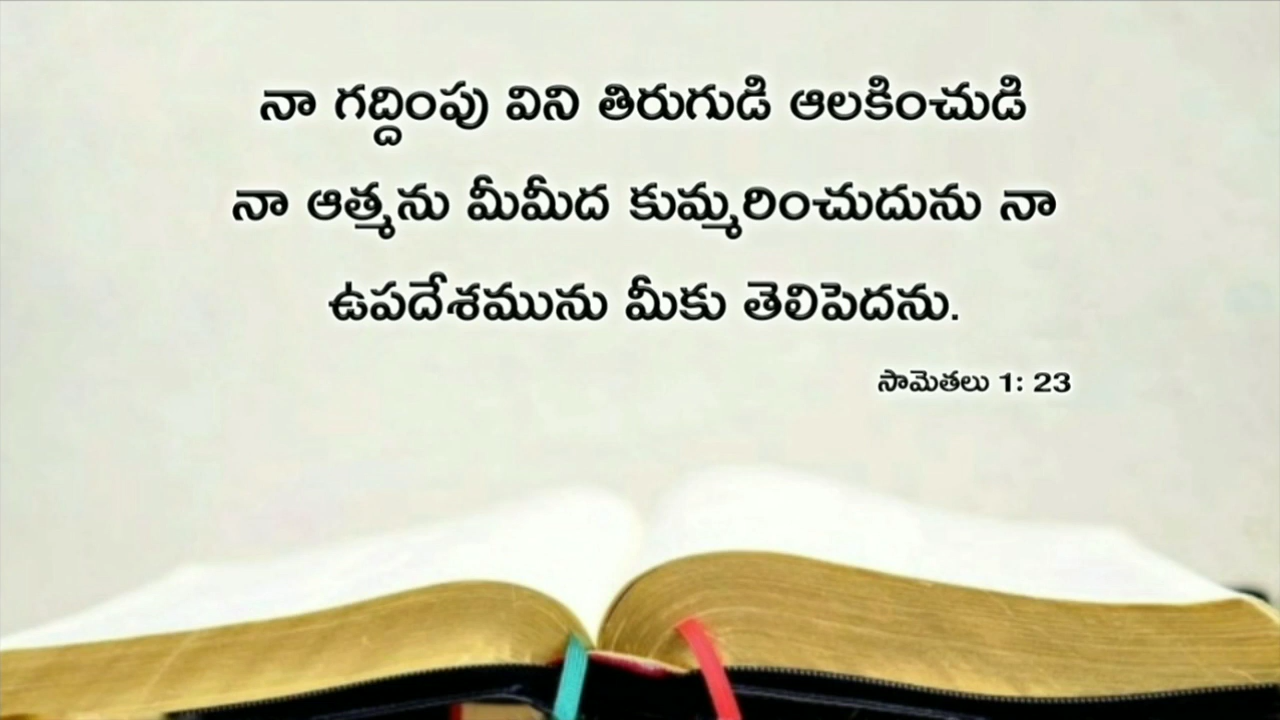 నా గద్దింపు విని తిరుగుడి ఆలకించుడి
నా ఆత్మను మీమీద కుమ్మరించుదును నా
ఉపదేశమును మీకు తెలిపెదను.
సామెతలు 1: 23